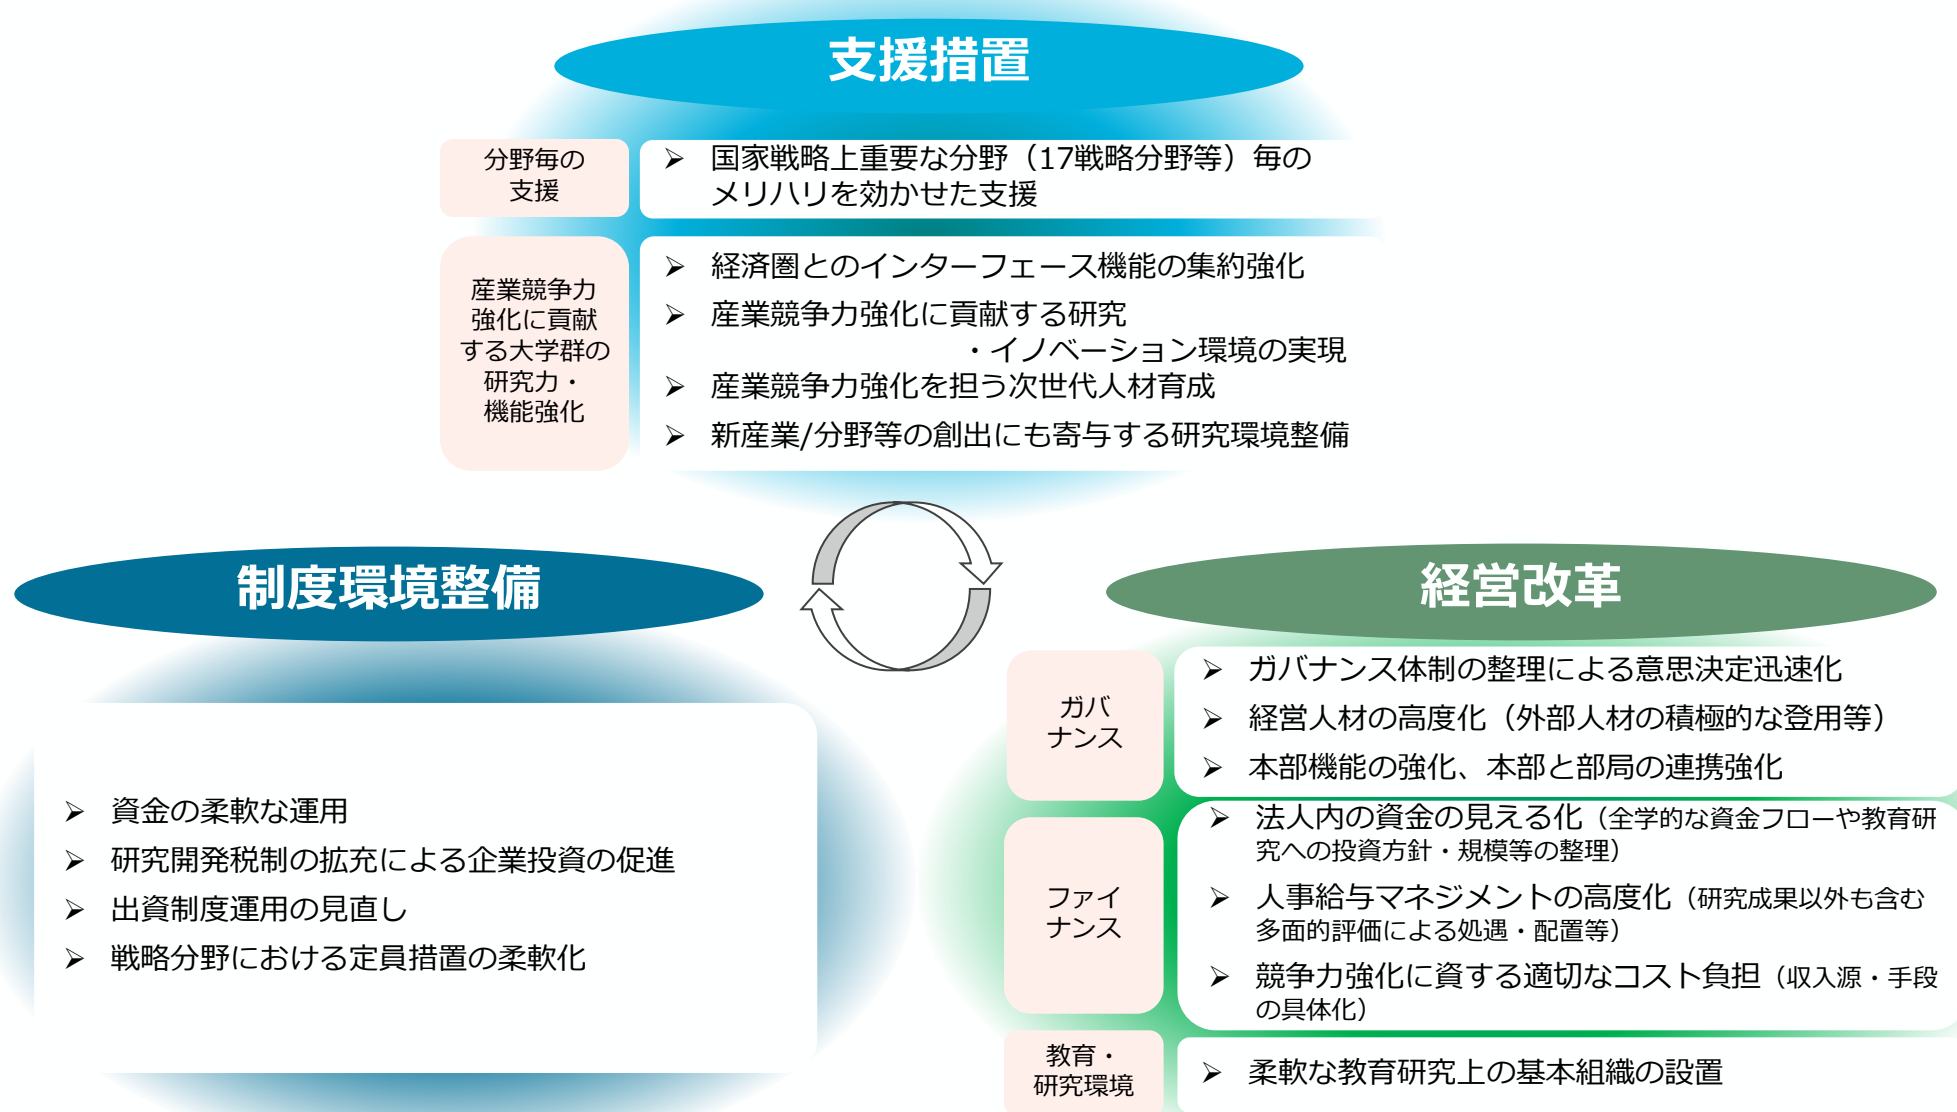 支援措置
分野毎の
支援
➢ 国家戦略上重要な分野（17戦略分野等）毎の
メリハリを効かせた支援
産業競争力
強化に貢献
する大学群の
研究力・
機能強化
➢ 経済圏とのインターフェース機能の集約強化
➢ 産業競争力強化に貢献する研究
・イノベーション環境の実現
➢ 産業競争力強化を担う次世代人材育成
➢ 新産業/分野等の創出にも寄与する研究環境整備
制度環境整備
➢ 資金の柔軟な運用
➢ 研究開発税制の拡充による企業投資の促進
➢ 出資制度運用の見直し
➢ 戦略分野における定員措置の柔軟化
経営改革
ガバ
ナンス
➢ ガバナンス体制の整理による意思決定迅速化
➢ 経営人材の高度化（外部人材の積極的な登用等）
➢ 本部機能の強化、本部と部局の連携強化
ファイ
ナンス
➢ 法人内の資金の見える化（全学的な資金フローや教育研
究への投資方針・規模等の整理）
➢ 人事給与マネジメントの高度化（研究成果以外も含む
多面的評価による処遇・配置等）
➢ 競争力強化に資する適切なコスト負担（収入源・手段
の具体化）
教育・
研究環境
➢ 柔軟な教育研究上の基本組織の設置